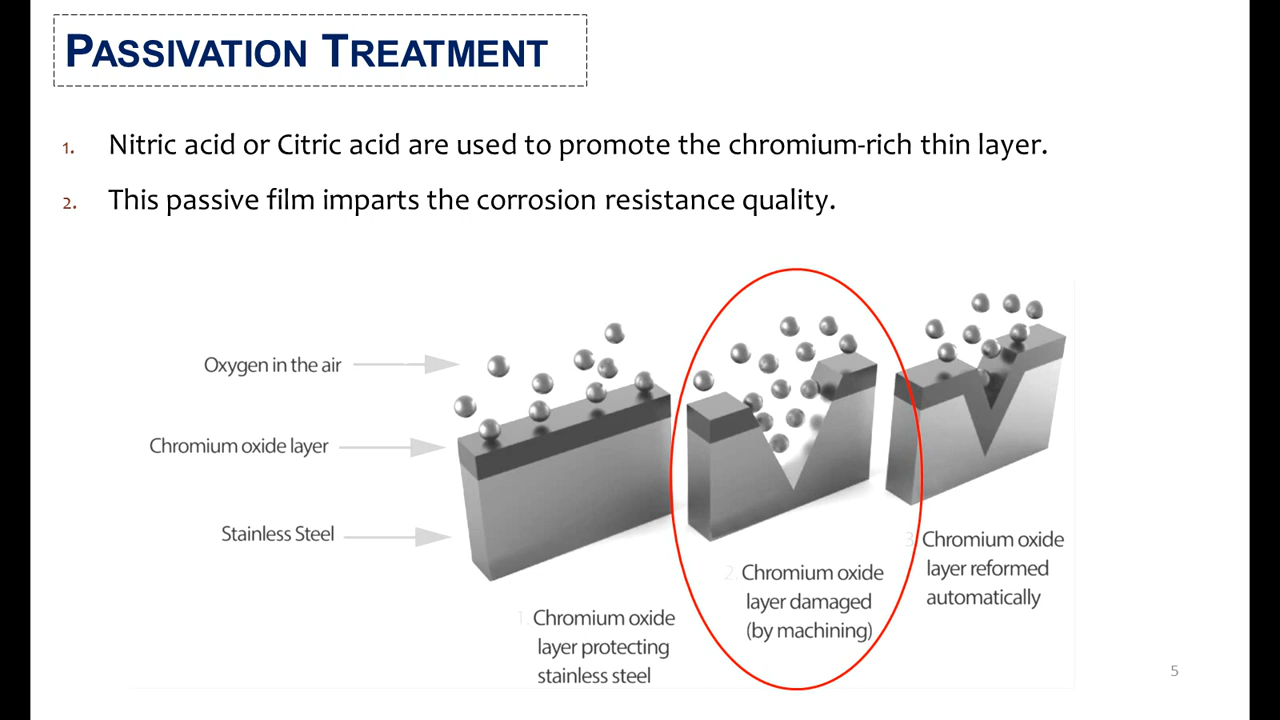 PASSIVATION TREATMENT
1. Nitric acid or Citric acid are used to promote the chromium-rich thin layer.
2. This passive film imparts the corrosion resistance quality.
Oxygen in the air
Chromium oxide layer
Stainless Steel
1. Chromium oxide
layer protecting
stainless steel
2. Chromium oxide
layer damaged
(by machining)
3. Chromium oxide
layer reformed
automatically
5